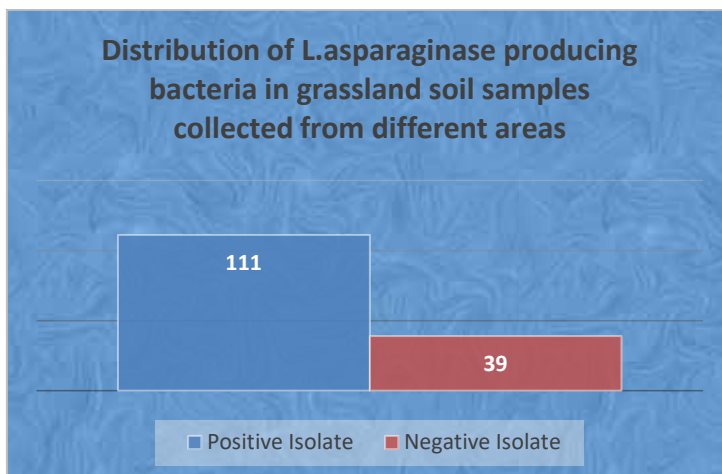 Distribution of L.asparaginase producing
bacteria in grassland soil samples
collected from different areas
111
39
Positive Isolate Negative Isolate